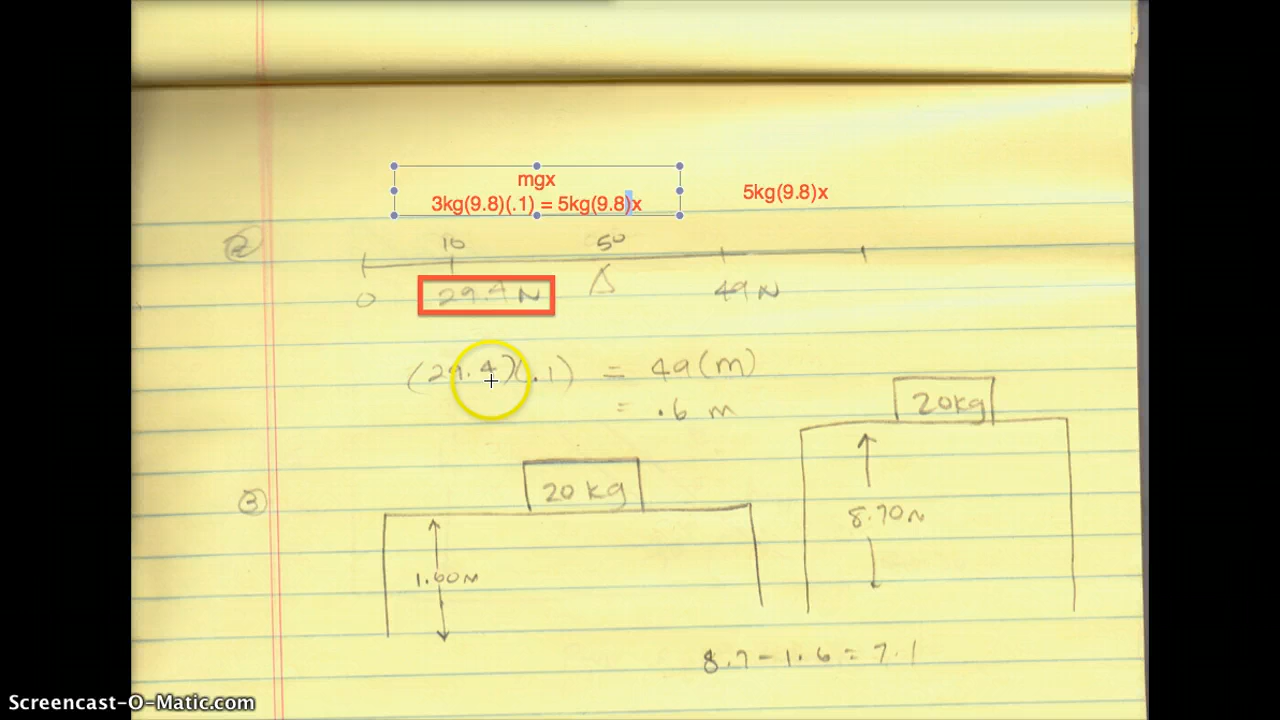 mgx
3kg(9.8)(.1) = 5kg(9.8)x
5kg(9.8)x
②
10
50
0
29.4 N
49 N
(29.4)(.1) = 49(m)
= .6 m
20kg
③
20 kg
8.70N
1.60N
8.7-1.6=7.1
Screencast-O-Matic.com